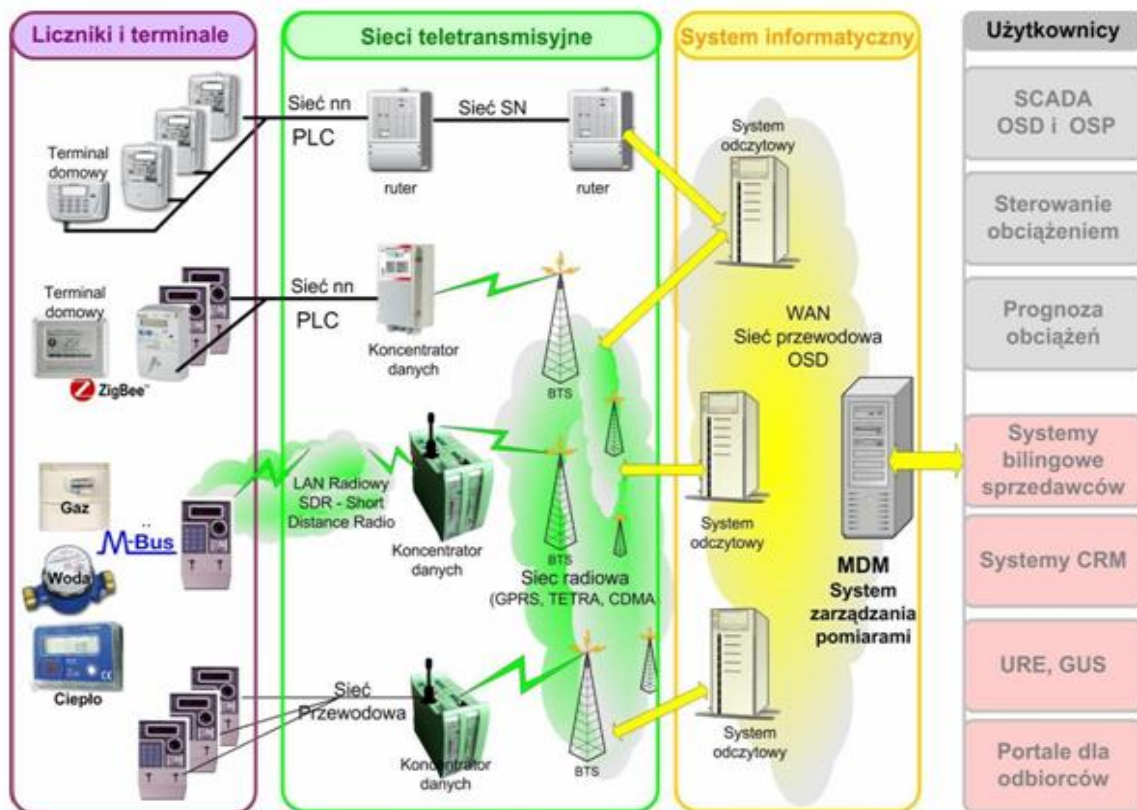 Liczniki i terminale
Sieci teletransmisyjne
System informatyczny
Użytkownicy
Terminal
domowy
Sieć nn
PLC
ruter
Sieć SN
ruter
System
odczytowy
SCADA
OSD i OSP
Sterowanie
obciążeniem
Prognoza
obciążeń
Terminal
domowy
ZigBee™
Sieć nn
PLC
Koncentrator
danych
BTS
WAN
Sieć przewodowa
OSD
Gaz
M-Bus
Woda
Ciepło
LAN Radiowy
SDR - Short
Distance Radio
Koncentrator
danych
BTS
Siec radiowa
(GPRS, TETRA, CDMA
System
odczytowy
MDM
System
zarządzania
pomiarami
Systemy
bilingowe
sprzedawców
Systemy CRM
URE, GUS
Portale dla
odbiorców
Sieć
Przewodowa
Koncentrator
danych
BTS
System
odczytowy